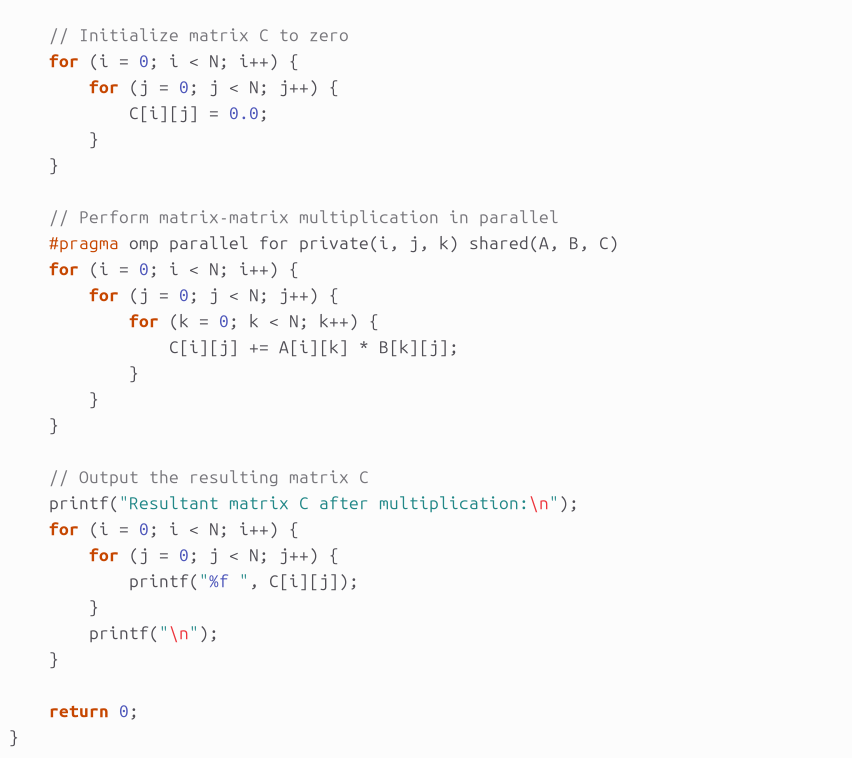 // Initialize matrix C to zero
    for (i = 0; i < N; i++) {
        for (j = 0; j < N; j++) {
            C[i][j] = 0.0;
        }
    }

    // Perform matrix-matrix multiplication in parallel
    #pragma omp parallel for private(i, j, k) shared(A, B, C)
    for (i = 0; i < N; i++) {
        for (j = 0; j < N; j++) {
            for (k = 0; k < N; k++) {
                C[i][j] += A[i][k] * B[k][j];
            }
        }
    }

    // Output the resulting matrix C
    printf("Resultant matrix C after multiplication:\n");
    for (i = 0; i < N; i++) {
        for (j = 0; j < N; j++) {
            printf("%f ", C[i][j]);
        }
        printf("\n");
    }

    return 0;
}